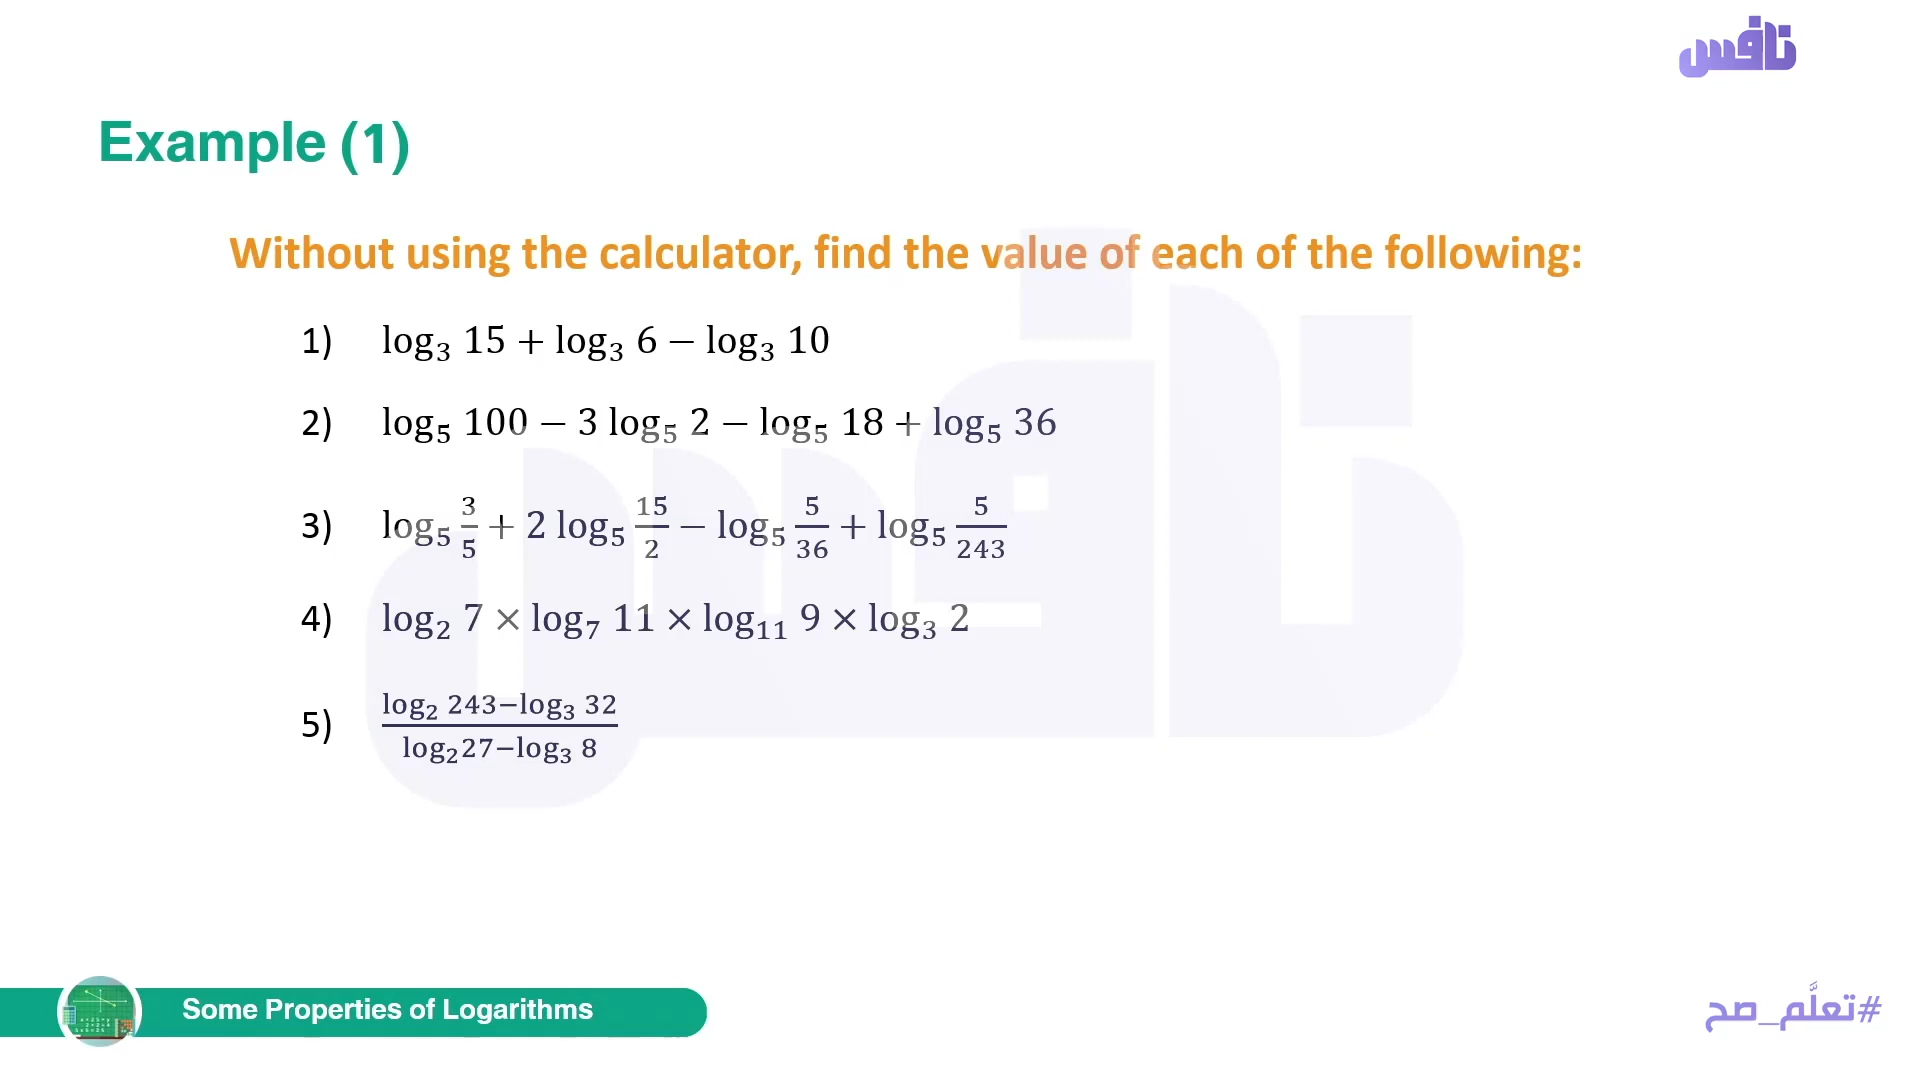 نافس
Example (1)
Without using the calculator, find the value of each of the following:
1) log₃ 15 + log₃ 6 − log₃ 10
2) log₅ 100 − 3 log₅ 2 − log₅ 18 + log₅ 36
3) log₅ 3/5 + 2 log₅ 15/2 − log₅ 5/36 + log₅ 5/243
4) log₂ 7 × log₇ 11 × log₁₁ 9 × log₃ 2
5) (log₂ 243−log₃ 32)/(log₂27−log₃ 8)
نافس
Some Properties of Logarithms
#تعلَّم_صح